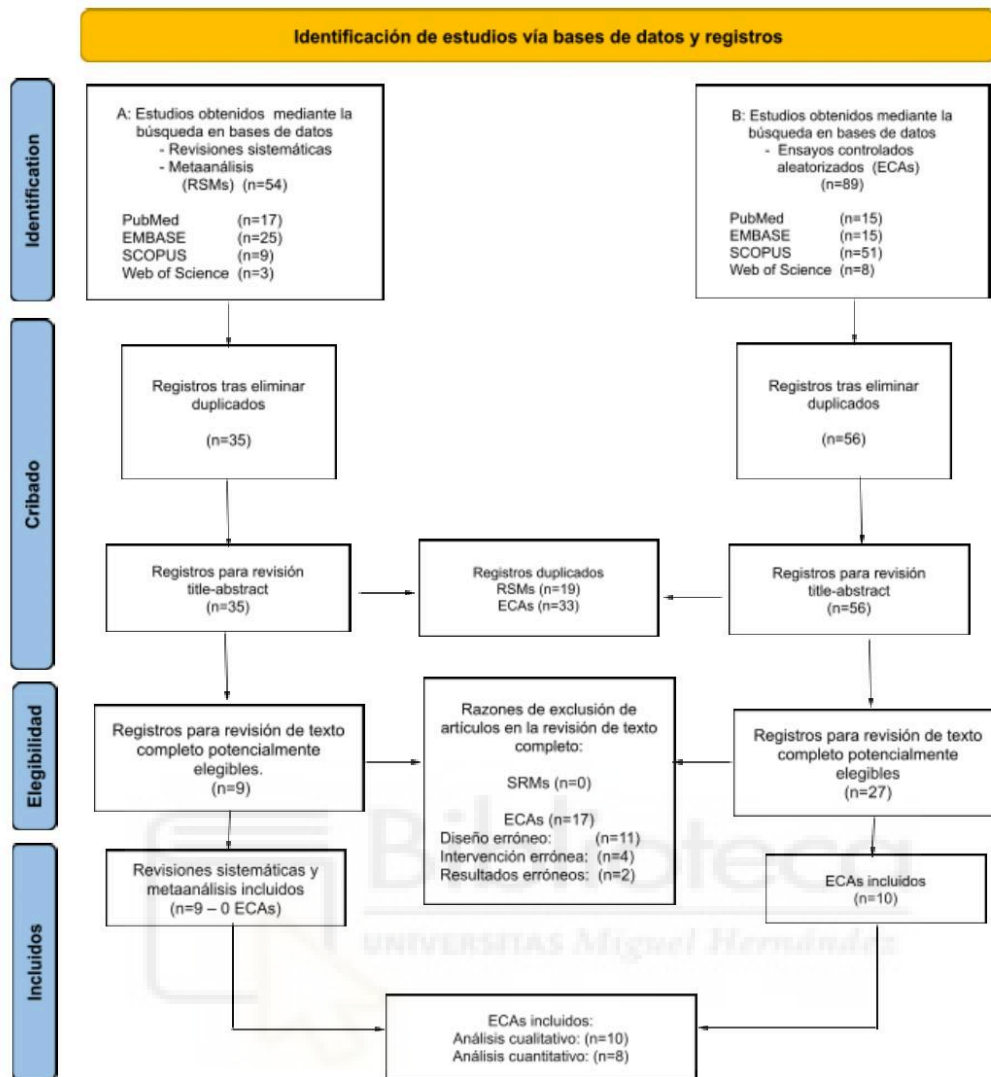 Identificación de estudios vía bases de datos y registros
Identification
A: Estudios obtenidos mediante la
búsqueda en bases de datos
- Revisiones sistemáticas
- Metaanálisis
(RSMs) (n=54)
PubMed (n=17)
EMBASE (n=25)
SCOPUS (n=9)
Web of Science (n=3)
B: Estudios obtenidos mediante la
búsqueda en bases de datos
- Ensayos controlados
aleatorizados (ECAs)
(n=89)
PubMed (n=15)
EMBASE (n=15)
SCOPUS (n=51)
Web of Science (n=8)
Cribado
Registros tras eliminar
duplicados
(n=35)
Registros tras eliminar
duplicados
(n=56)
Registros para revisión
title-abstract
(n=35)
Registros duplicados
RSMs (n=19)
ECAs (n=33)
Registros para revisión
title-abstract
(n=56)
Elegibilidad
Registros para revisión de texto
completo potencialmente
elegibles.
(n=9)
Razones de exclusión de
artículos en la revisión de texto
completo:
SRMs (n=0)
ECAs (n=17)
Diseño erróneo: (n=11)
Intervención errónea: (n=4)
Resultados erróneos: (n=2)
Registros para revisión de texto
completo potencialmente
elegibles
(n=27)
Incluidos
Revisiones sistemáticas y
metaanálisis incluidos
(n=9 – 0 ECAs)
ECAs incluidos
(n=10)
ECAs incluidos:
Análisis cualitativo: (n=10)
Análisis cuantitativo: (n=8)
Biblioteca
UNIVERSITAS Miguel Hernández